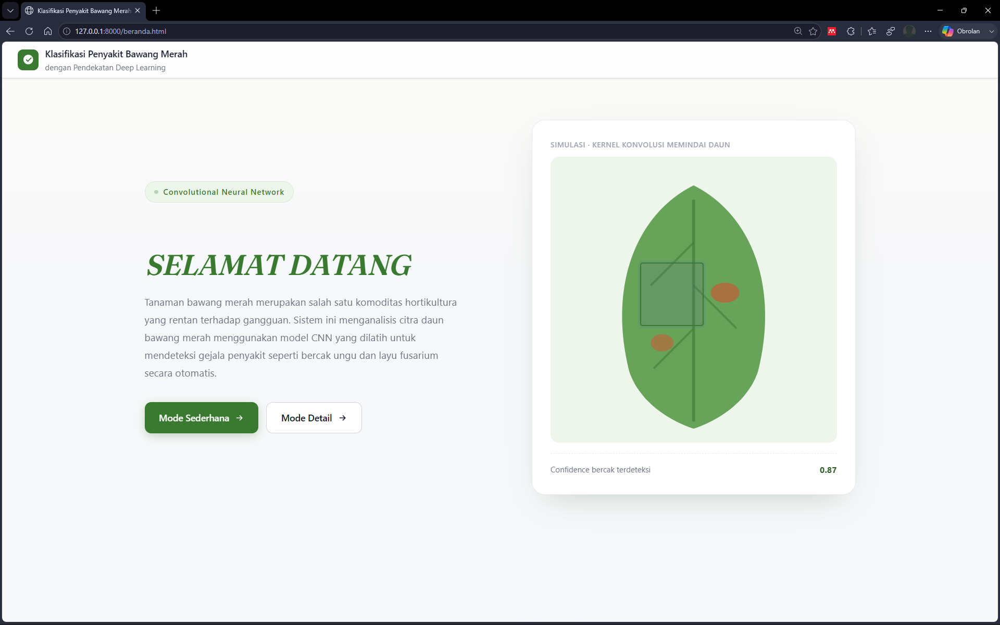 Klasifikasi Penyakit Bawang Merah
127.0.0.1:8000/beranda.html
Obrolan
Klasifikasi Penyakit Bawang Merah
dengan Pendekatan Deep Learning
Convolutional Neural Network
SELAMAT DATANG
Tanaman bawang merah merupakan salah satu komoditas hortikultura
yang rentan terhadap gangguan. Sistem ini menganalisis citra daun
bawang merah menggunakan model CNN yang dilatih untuk
mendeteksi gejala penyakit seperti bercak ungu dan layu fusarium
secara otomatis.
Mode Sederhana →
Mode Detail →
SIMULASI · KERNEL KONVOLUSI MEMINDAI DAUN
Confidence bercak terdeteksi
0.87